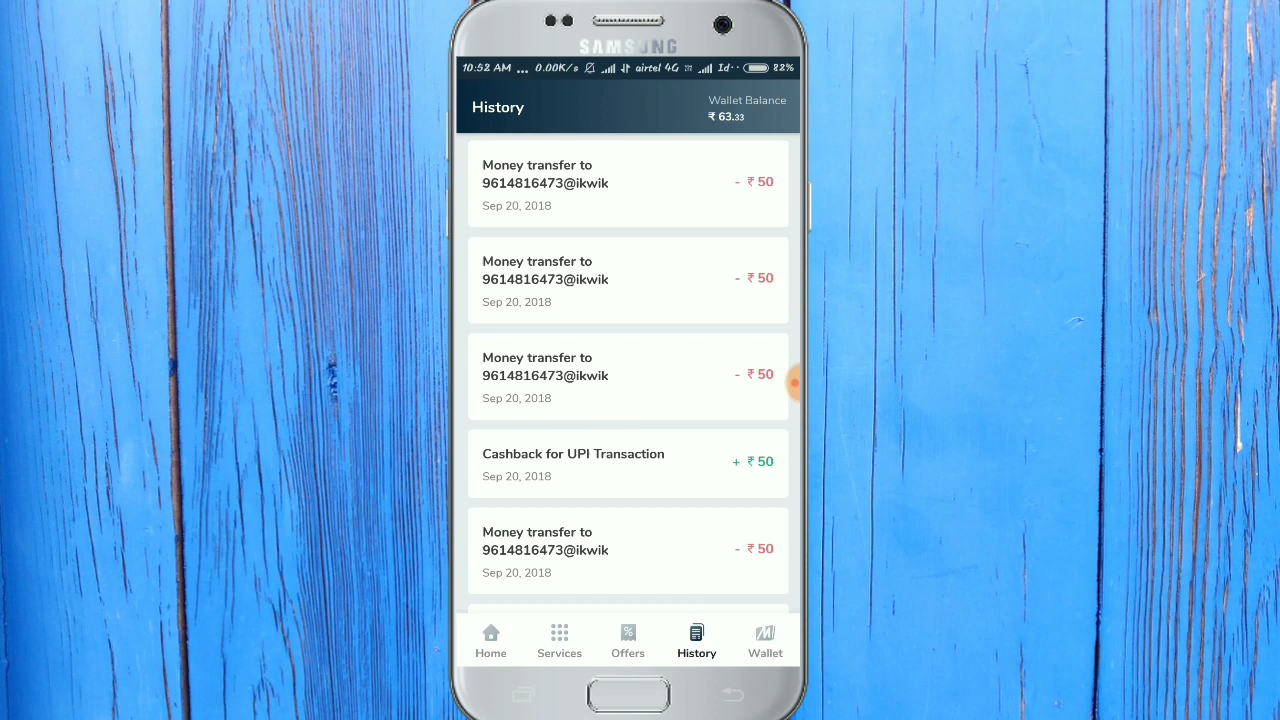 SAMSUNG
10:52 AM ... 0.00K/s airtel 4G Id·· 22%
History
Wallet Balance
₹ 63.33
Money transfer to
9614816473@ikwik
- ₹ 50
Sep 20, 2018
Money transfer to
9614816473@ikwik
- ₹ 50
Sep 20, 2018
Money transfer to
9614816473@ikwik
- ₹ 50
Sep 20, 2018
Cashback for UPI Transaction
+ ₹ 50
Sep 20, 2018
Money transfer to
9614816473@ikwik
- ₹ 50
Sep 20, 2018
Home
Services
Offers
History
Wallet